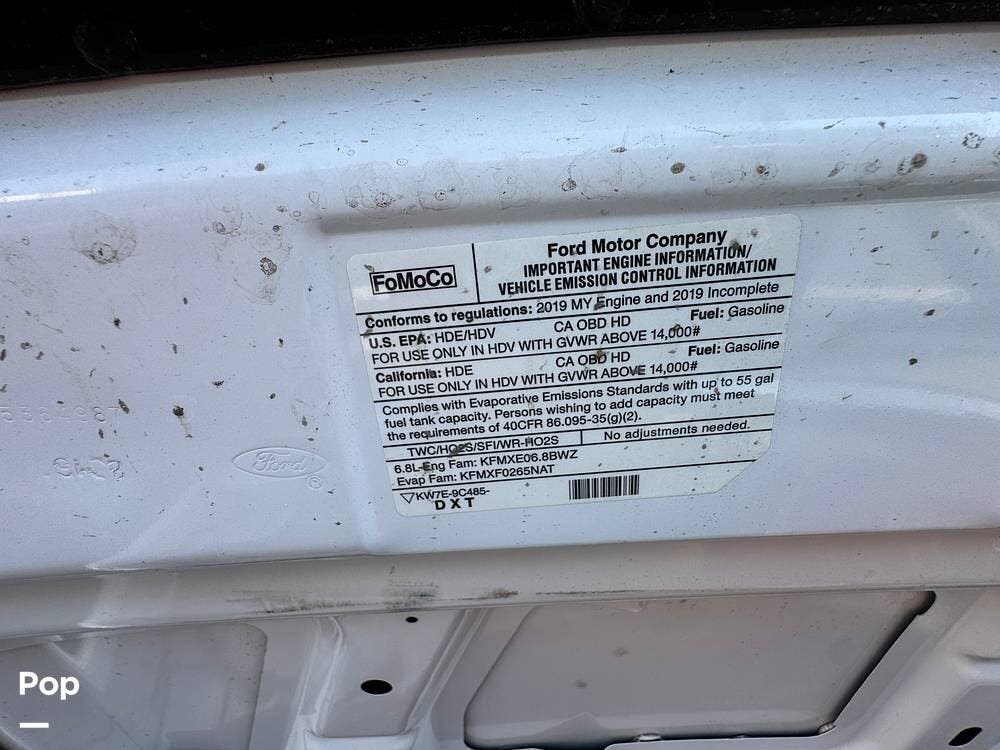 FoMoCo
Ford Motor Company
IMPORTANT ENGINE INFORMATION/
VEHICLE EMISSION CONTROL INFORMATION
Conforms to regulations: 2019 MY Engine and 2019 Incomplete
U.S. EPA: HDE/HDV CA OBD HD Fuel: Gasoline
FOR USE ONLY IN HDV WITH GVWR ABOVE 14,000#
California: HDE CA OBD HD Fuel: Gasoline
FOR USE ONLY IN HDV WITH GVWR ABOVE 14,000#
Complies with Evaporative Emissions Standards with up to 55 gal
fuel tank capacity. Persons wishing to add capacity must meet
the requirements of 40CFR 86.095-35(g)(2).
TWC/HO2S/SFI/WR-HO2S No adjustments needed.
6.8L-Eng Fam: KFMXE06.8BWZ
Evap Fam: KFMXF0265NAT
KW7E-9C485-
DXT
Ford ®
Pop